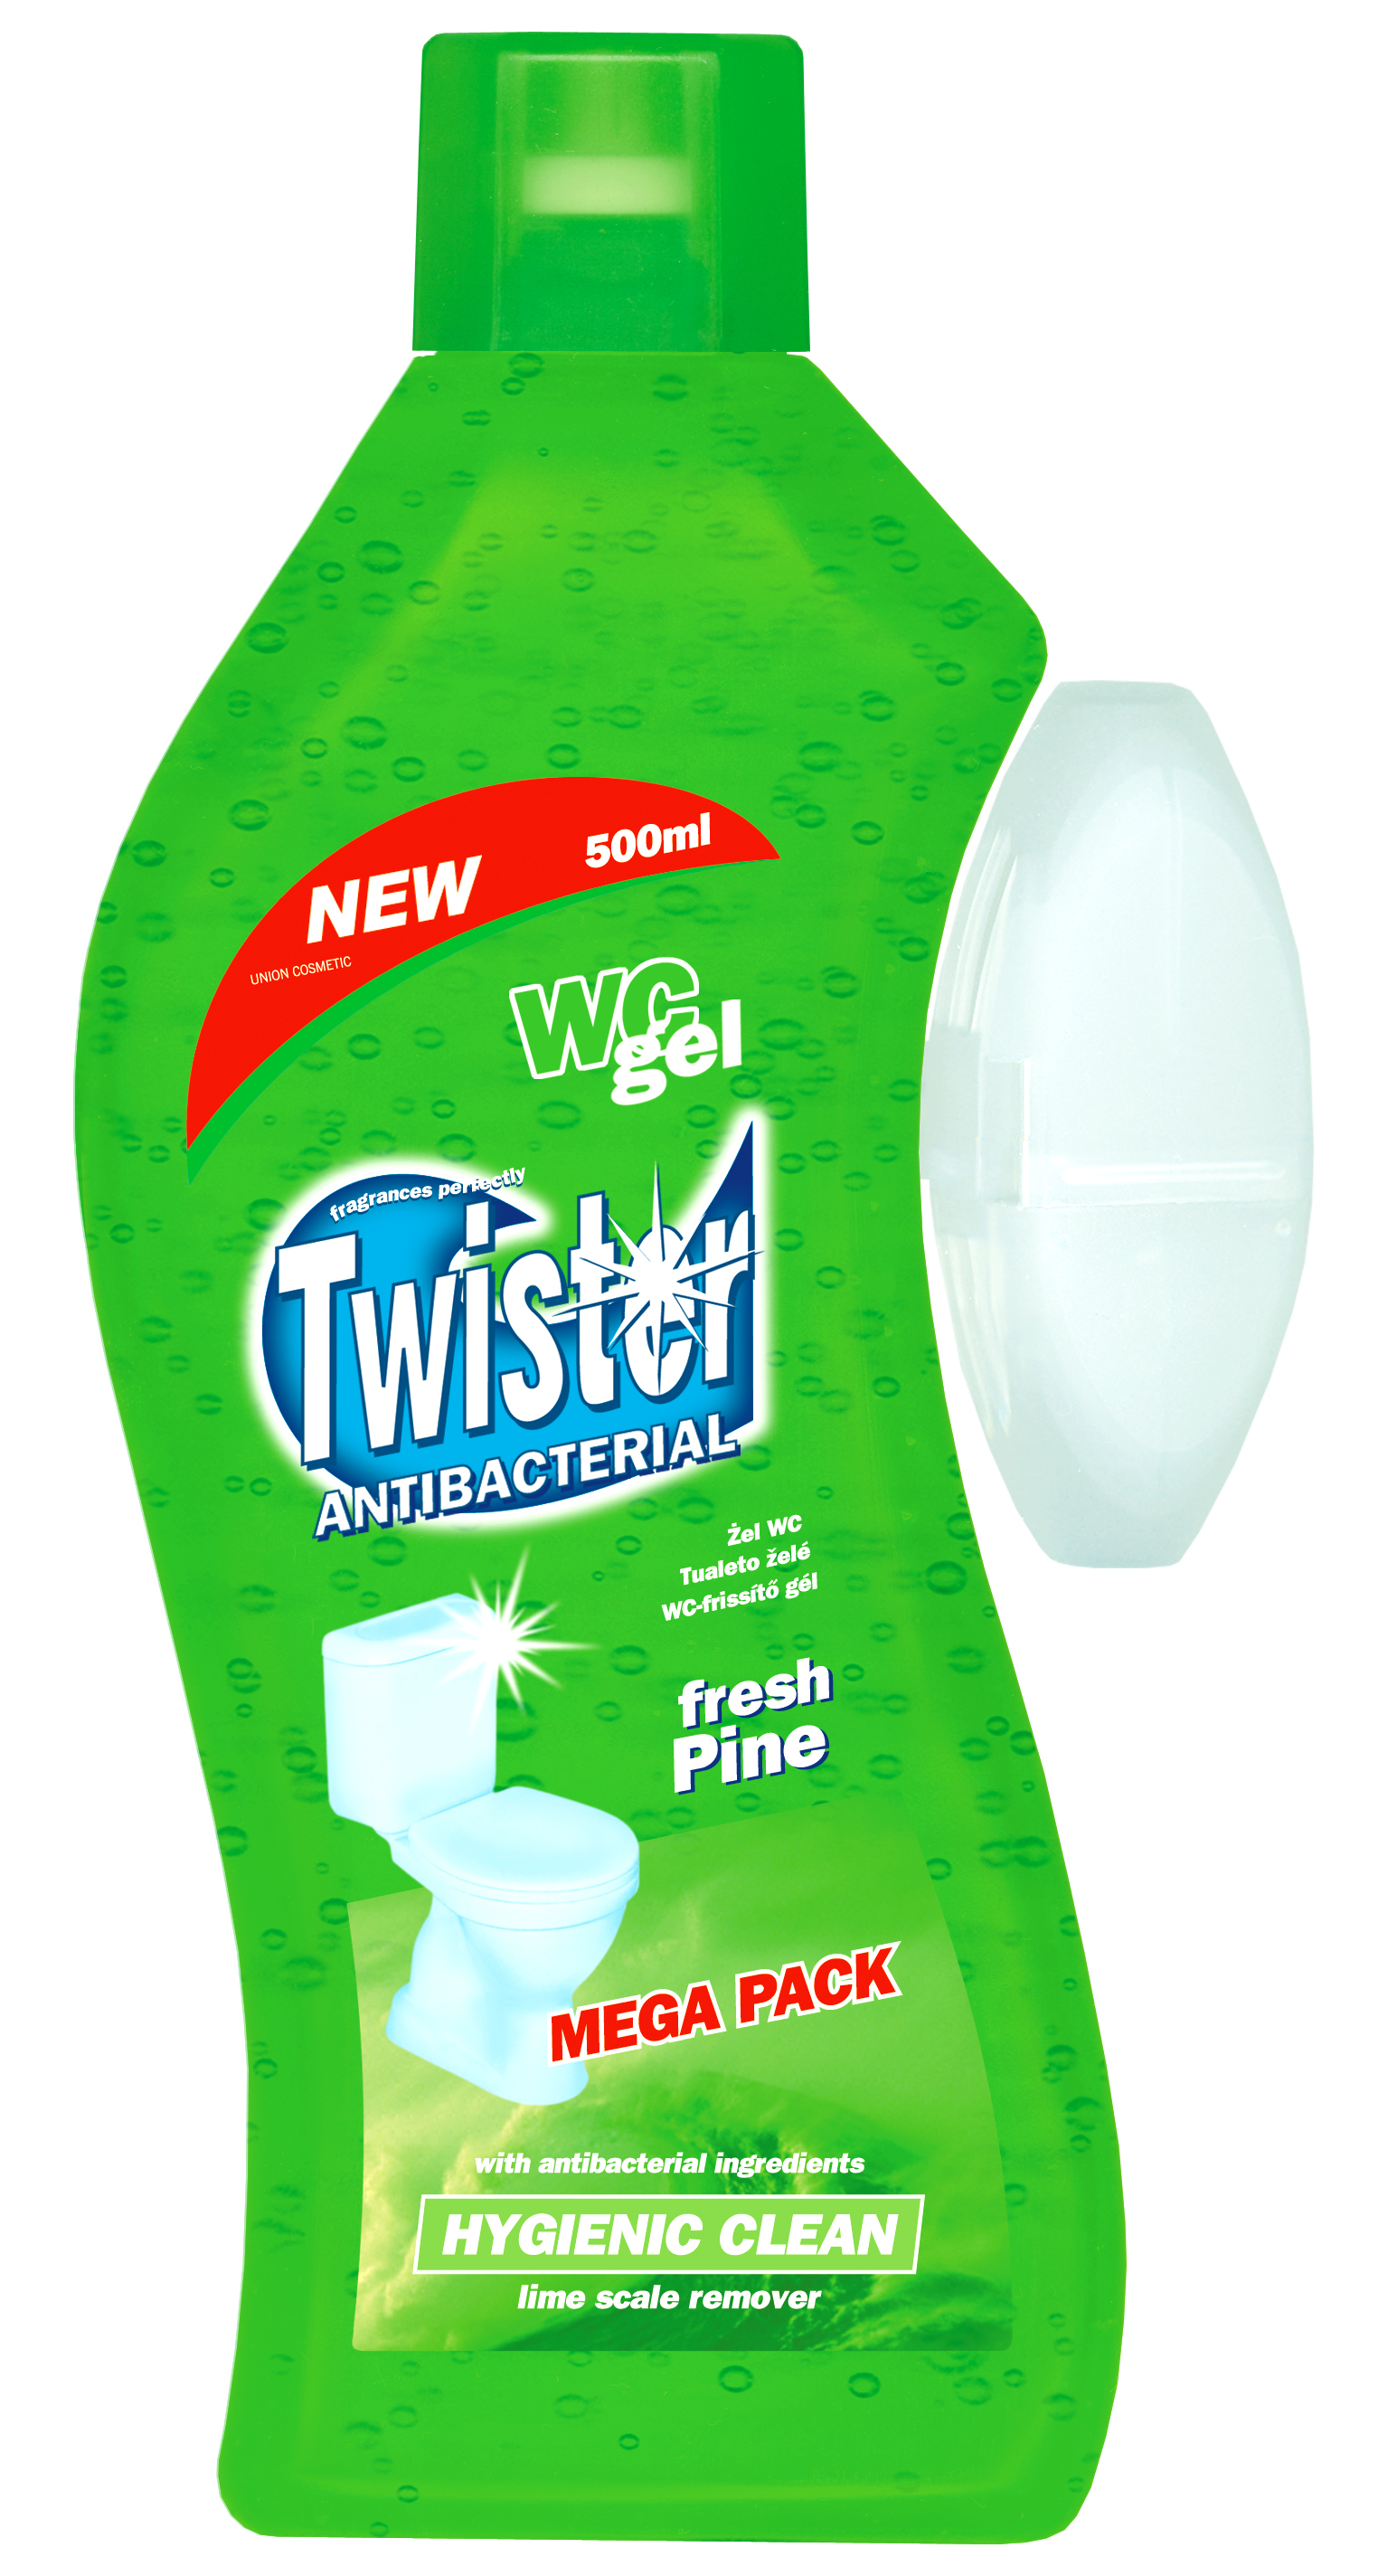 NEW
500ml
UNION COSMETIC
WC
gel
fragrances perfectly
Twister
ANTIBACTERIAL
Żel WC
Tualeto želé
WC-frissítő gél
fresh
Pine
MEGA PACK
with antibacterial ingredients
HYGIENIC CLEAN
lime scale remover